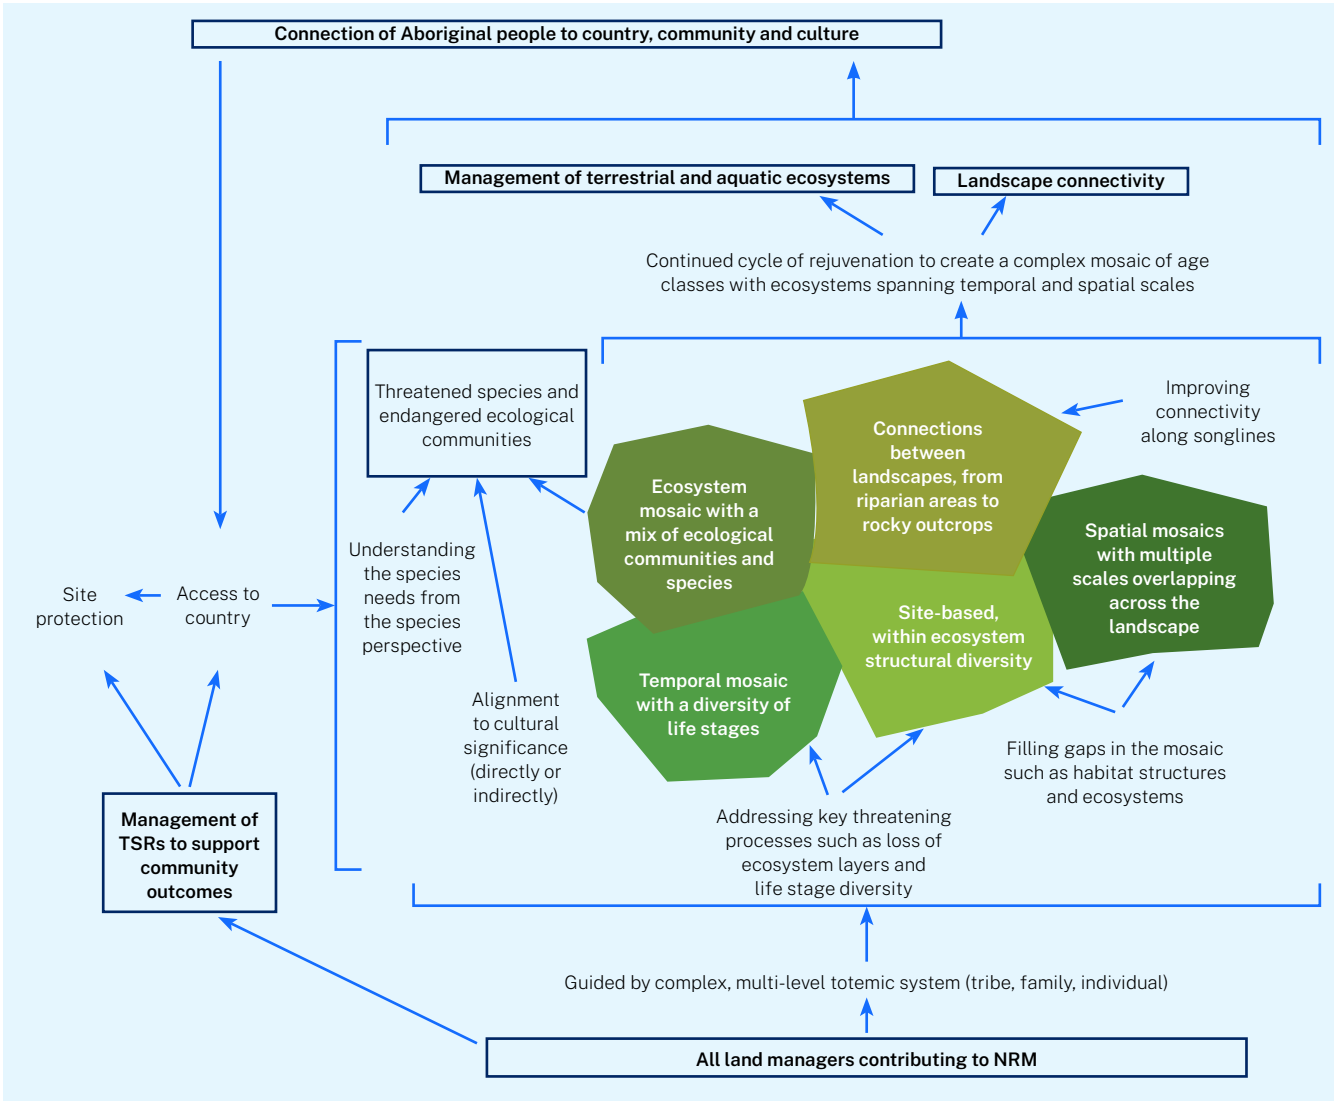 Connection of Aboriginal people to country, community and culture
Management of terrestrial and aquatic ecosystems
Landscape connectivity
Continued cycle of rejuvenation to create a complex mosaic of age
classes with ecosystems spanning temporal and spatial scales
Threatened species and
endangered ecological
communities
Improving
connectivity
along songlines
Connections
between
landscapes, from
riparian areas to
rocky outcrops
Ecosystem
mosaic with a
mix of ecological
communities and
species
Spatial mosaics
with multiple
scales overlapping
across the
landscape
Understanding
the species
needs from
the species
perspective
Site
protection
Access to
country
Site-based,
within ecosystem
structural diversity
Temporal mosaic
with a diversity of
life stages
Alignment
to cultural
significance
(directly or
indirectly)
Filling gaps in the mosaic
such as habitat structures
and ecosystems
Management of
TSRs to support
community
outcomes
Addressing key threatening
processes such as loss of
ecosystem layers and
life stage diversity
Guided by complex, multi-level totemic system (tribe, family, individual)
All land managers contributing to NRM